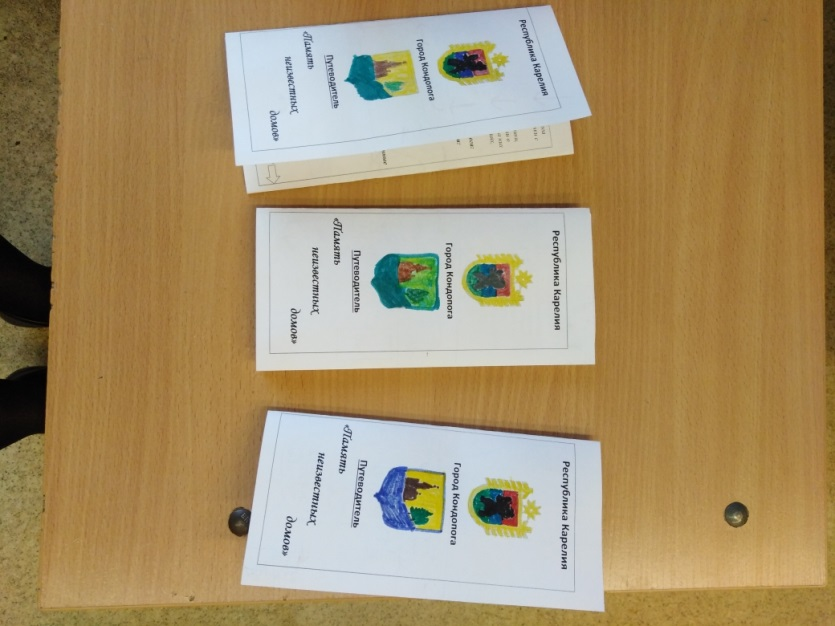 Республика Карелия
Город Кондопога
Путеводитель
«Память
неизвестных
домов»
Республика Карелия
Город Кондопога
Путеводитель
«Память
неизвестных
домов»
Республика Карелия
Город Кондопога
Путеводитель
«Память
неизвестных
домов»